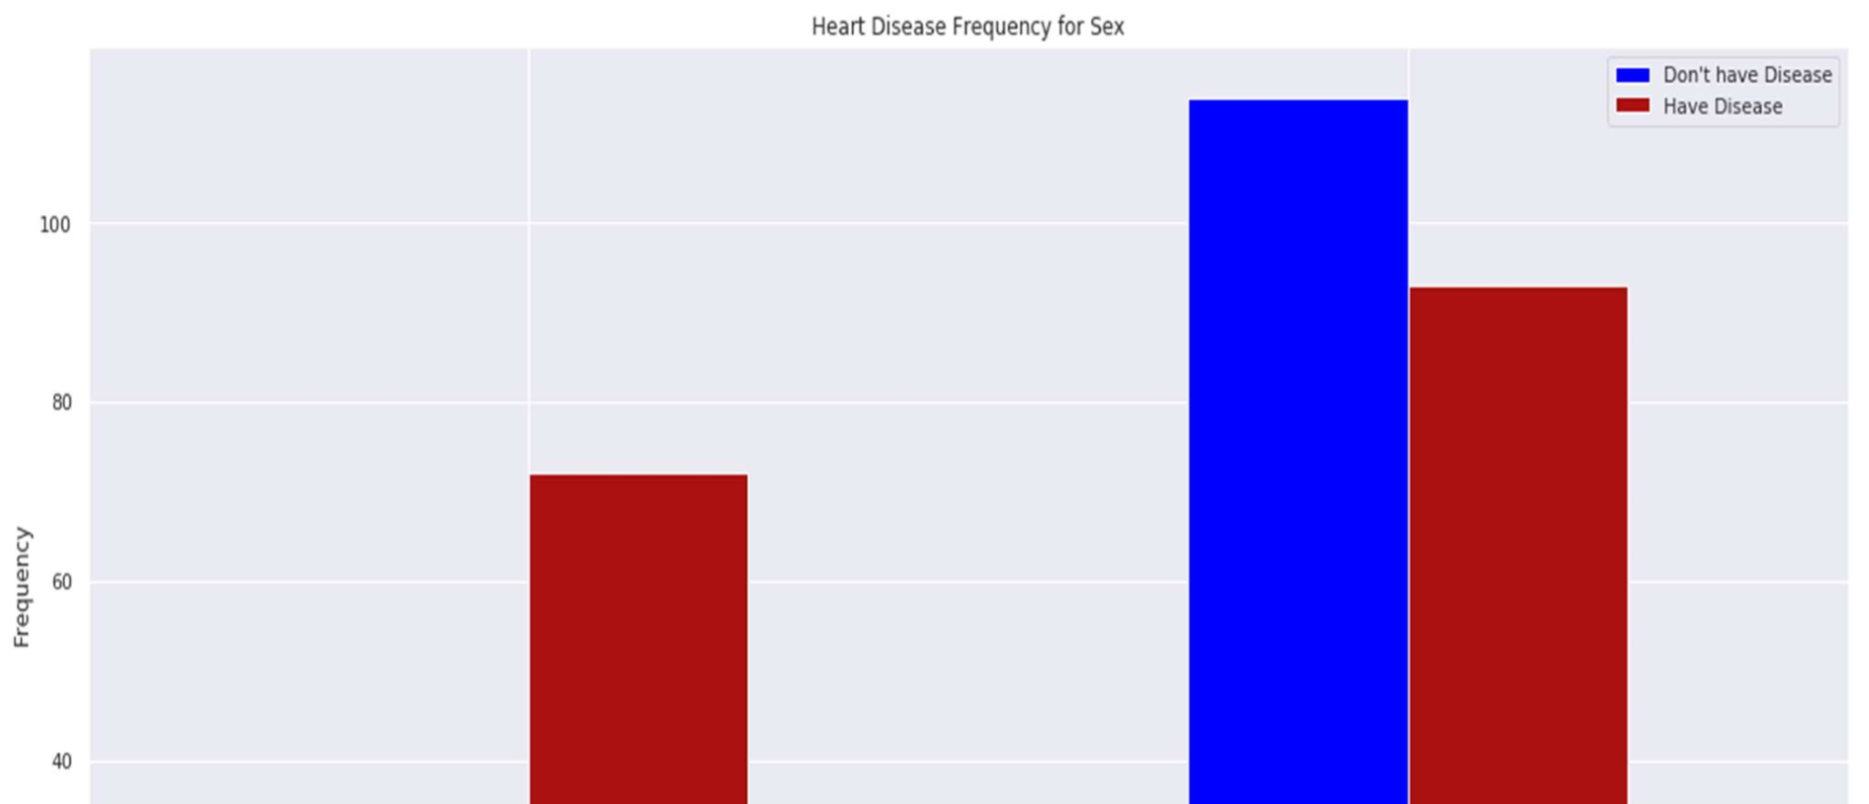 Heart Disease Frequency for Sex
Don't have Disease
Have Disease
100
80
60
40
Frequency